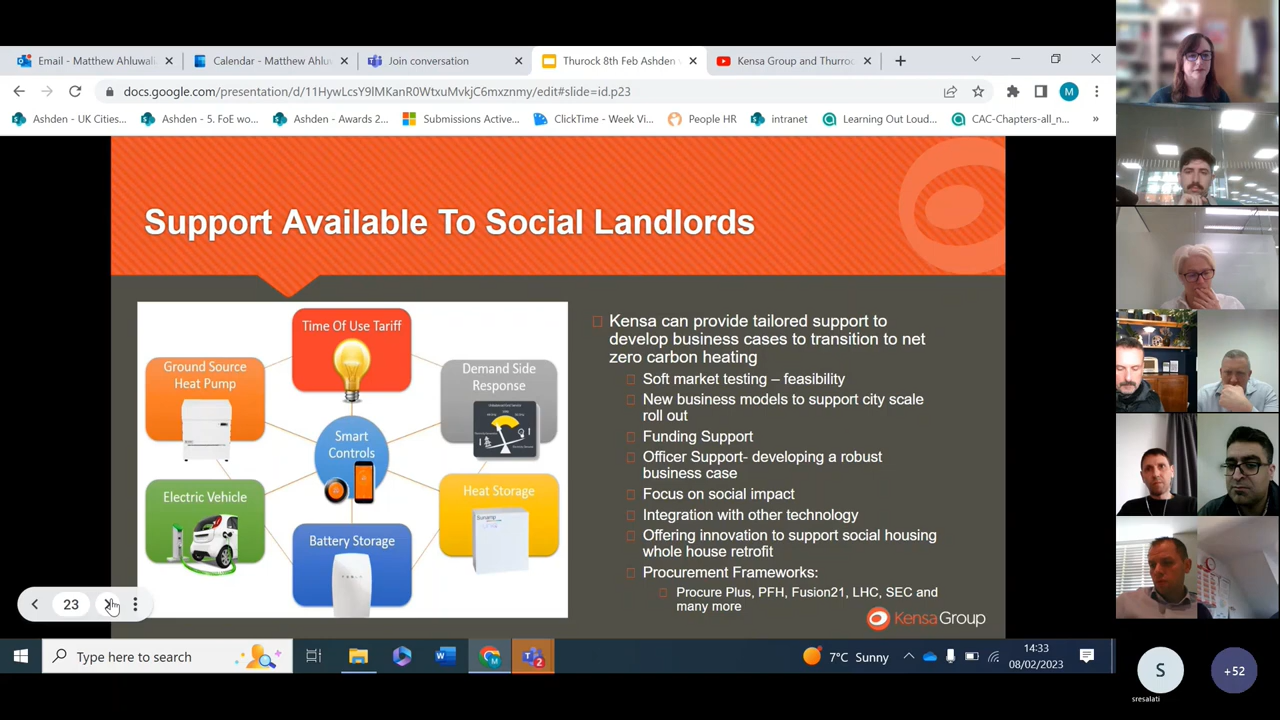 Email - Matthew Ahluwali
Calendar - Matthew Ahluw
Join conversation
Thurock 8th Feb Ashden
Kensa Group and Thurro
docs.google.com/presentation/d/11HywLcsY9lMKanR0WtxuMvkjC6mxznmy/edit#slide=id.p23
M
Ashden - UK Cities...
Ashden - 5. FoE wo...
Ashden - Awards 2...
Submissions Active...
ClickTime - Week Vi...
People HR
intranet
Learning Out Loud...
CAC-Chapters-all_n...
»
Support Available To Social Landlords
Time Of Use Tariff
Ground Source
Heat Pump
Demand Side
Response
Smart
Controls
Electric Vehicle
Heat Storage
Sunamp
Battery Storage
Kensa can provide tailored support to
develop business cases to transition to net
zero carbon heating
Soft market testing – feasibility
New business models to support city scale
roll out
Funding Support
Officer Support- developing a robust
business case
Focus on social impact
Integration with other technology
Offering innovation to support social housing
whole house retrofit
Procurement Frameworks:
Procure Plus, PFH, Fusion21, LHC, SEC and
many more
KensaGroup
23
Type here to search
2
7°C Sunny
14:33
08/02/2023
S
sresalati
+52